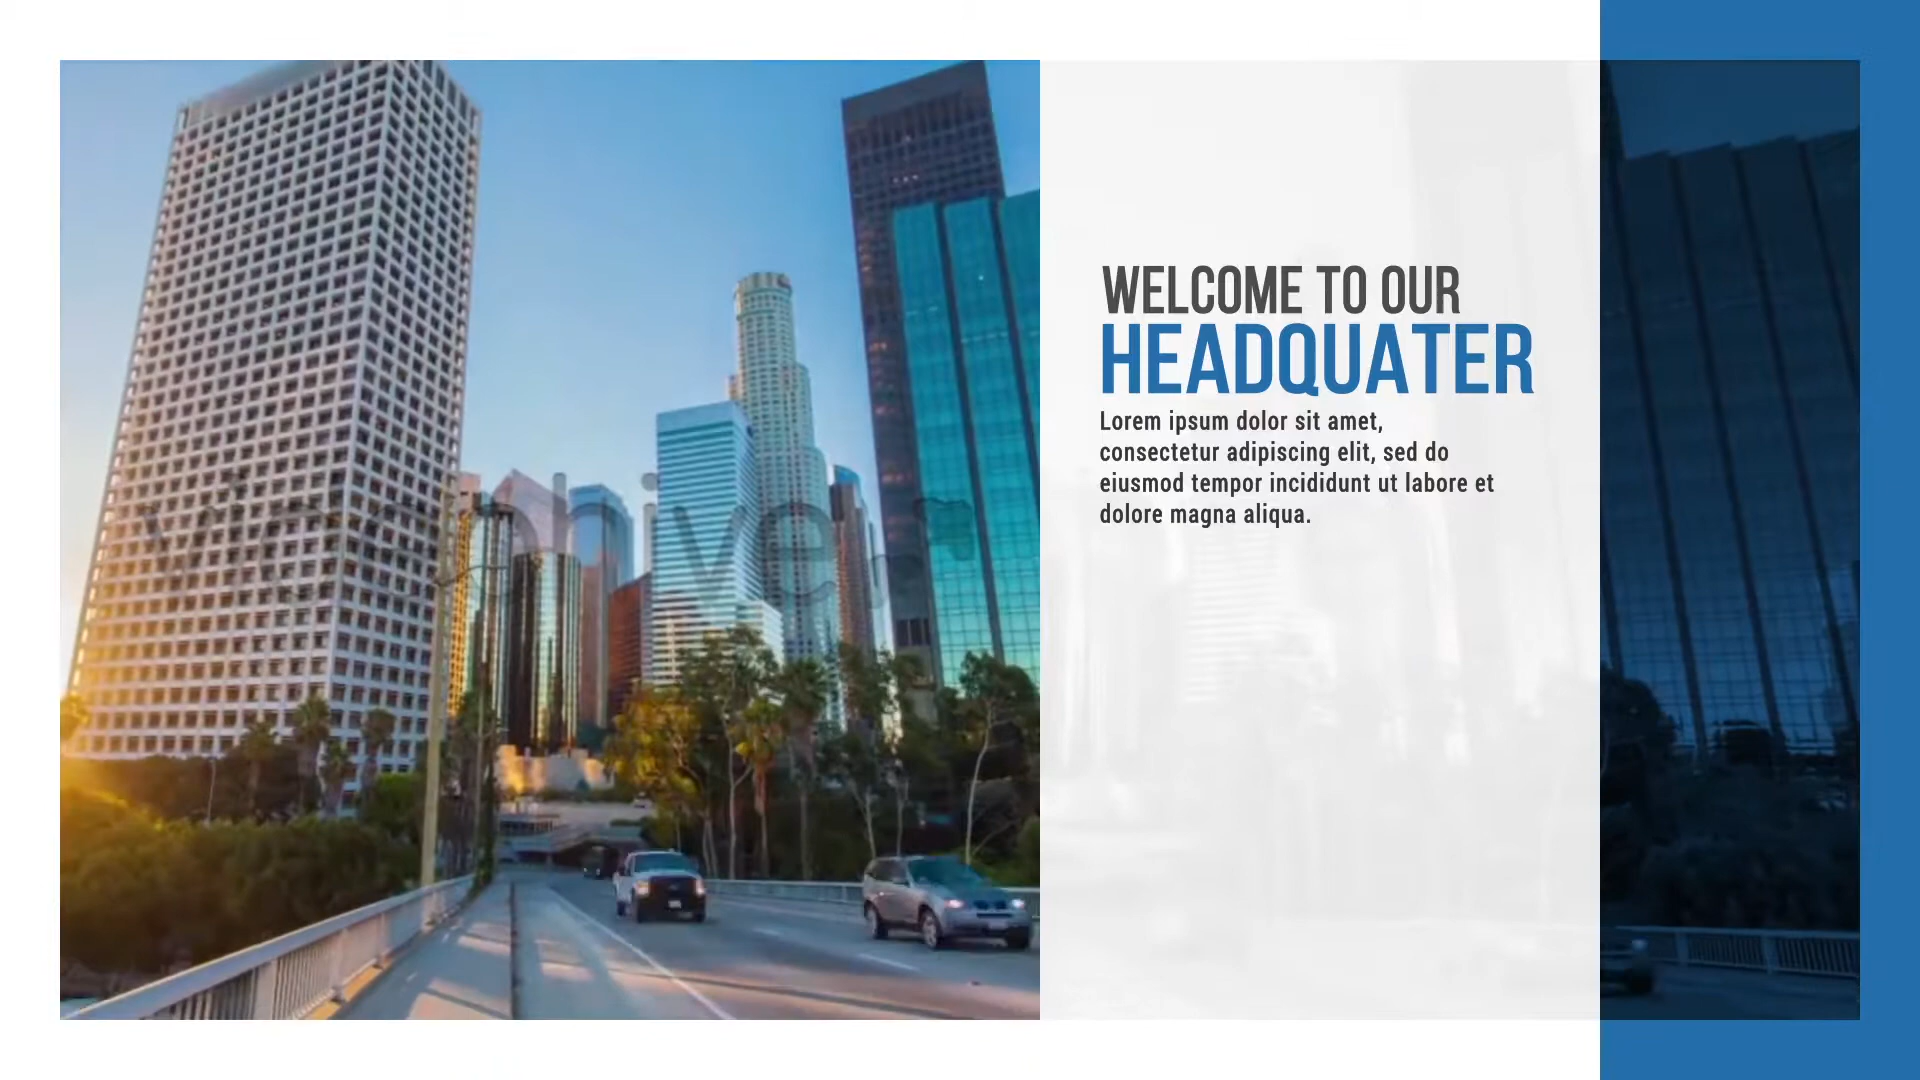 WELCOME TO OUR
HEADQUATER
Lorem ipsum dolor sit amet,
consectetur adipiscing elit, sed do
eiusmod tempor incididunt ut labore et
dolore magna aliqua.